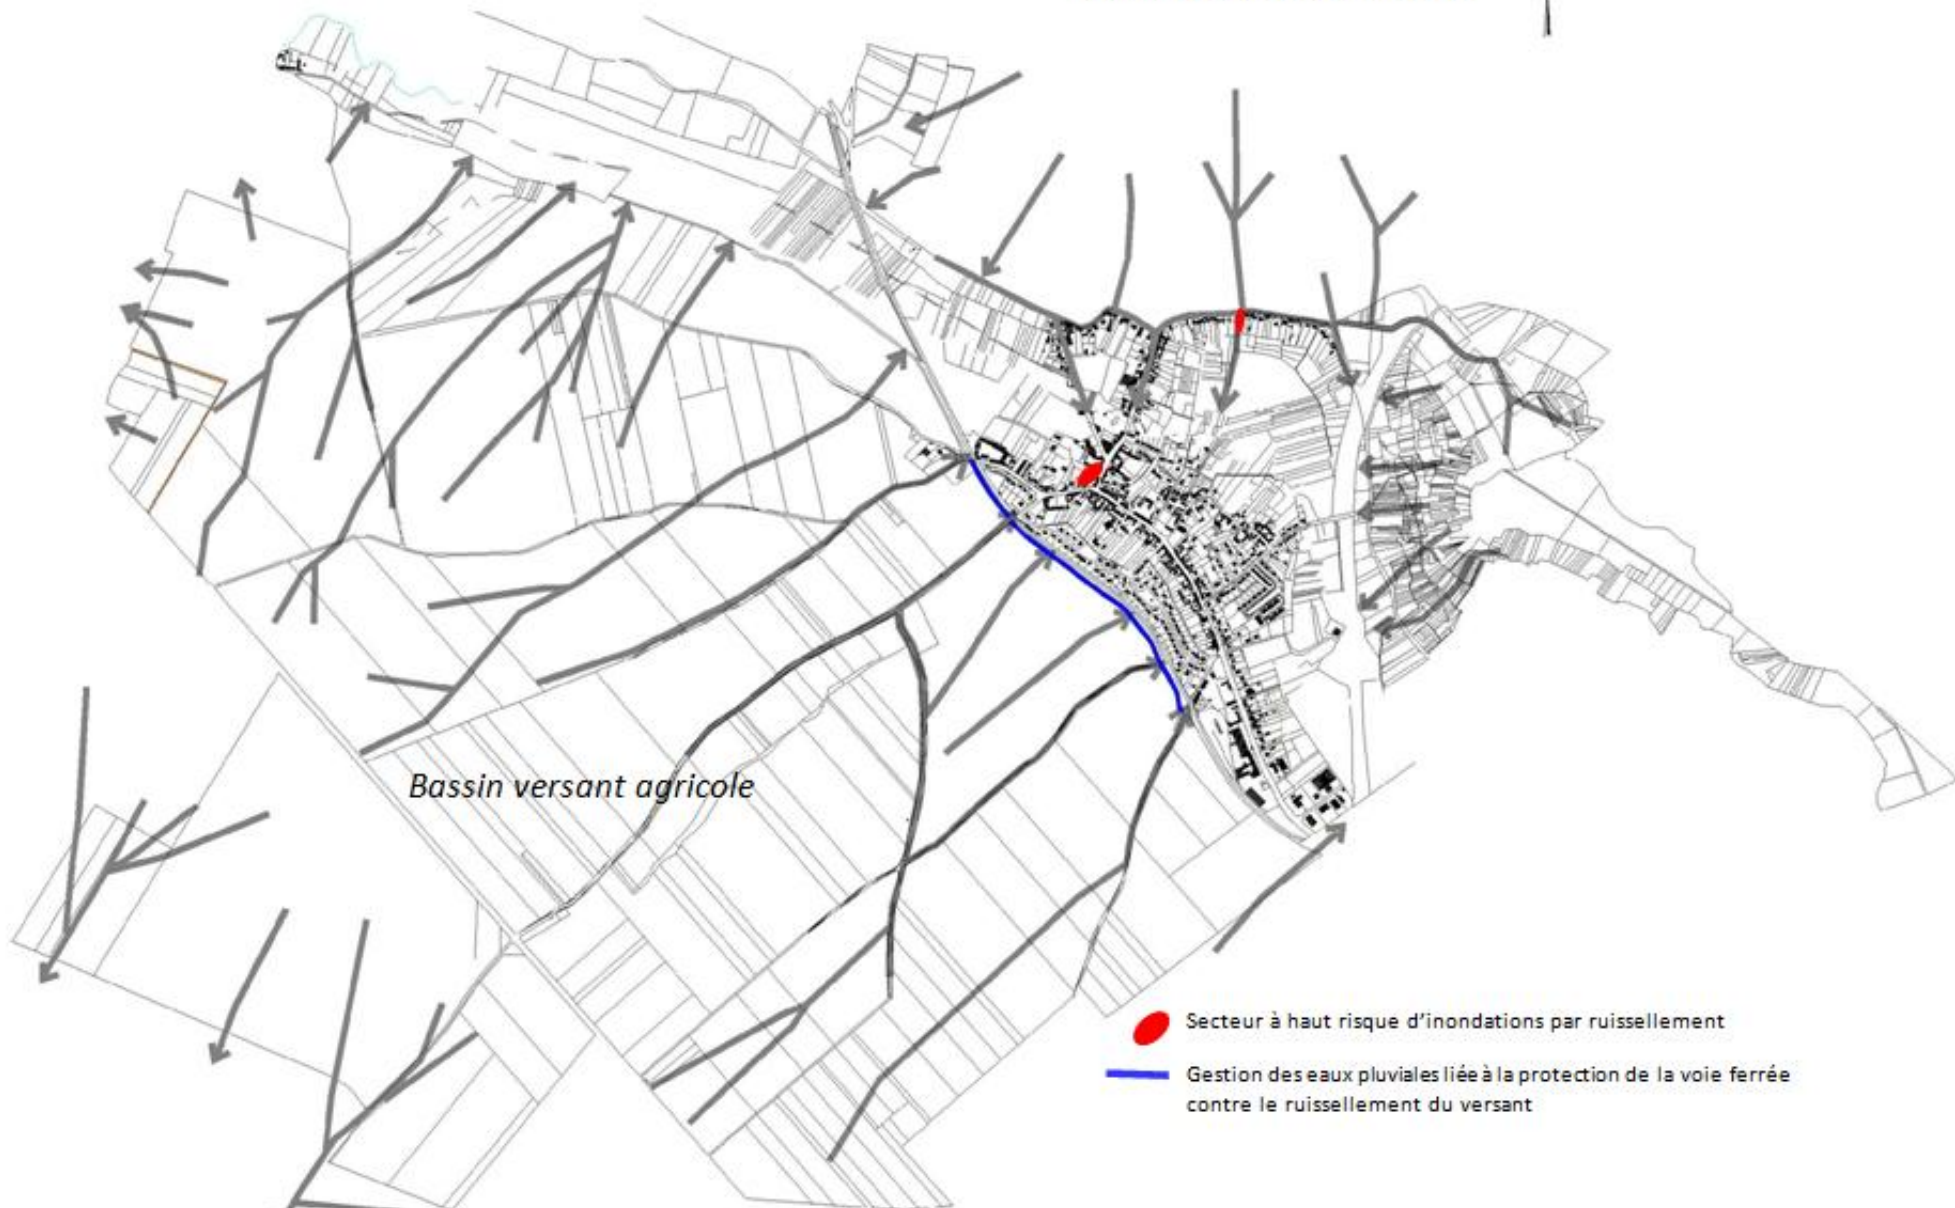 Bassin versant agricole
Secteur à haut risque d'inondations par ruissellement
Gestion des eaux pluviales liée à la protection de la voie ferrée
contre le ruissellement du versant